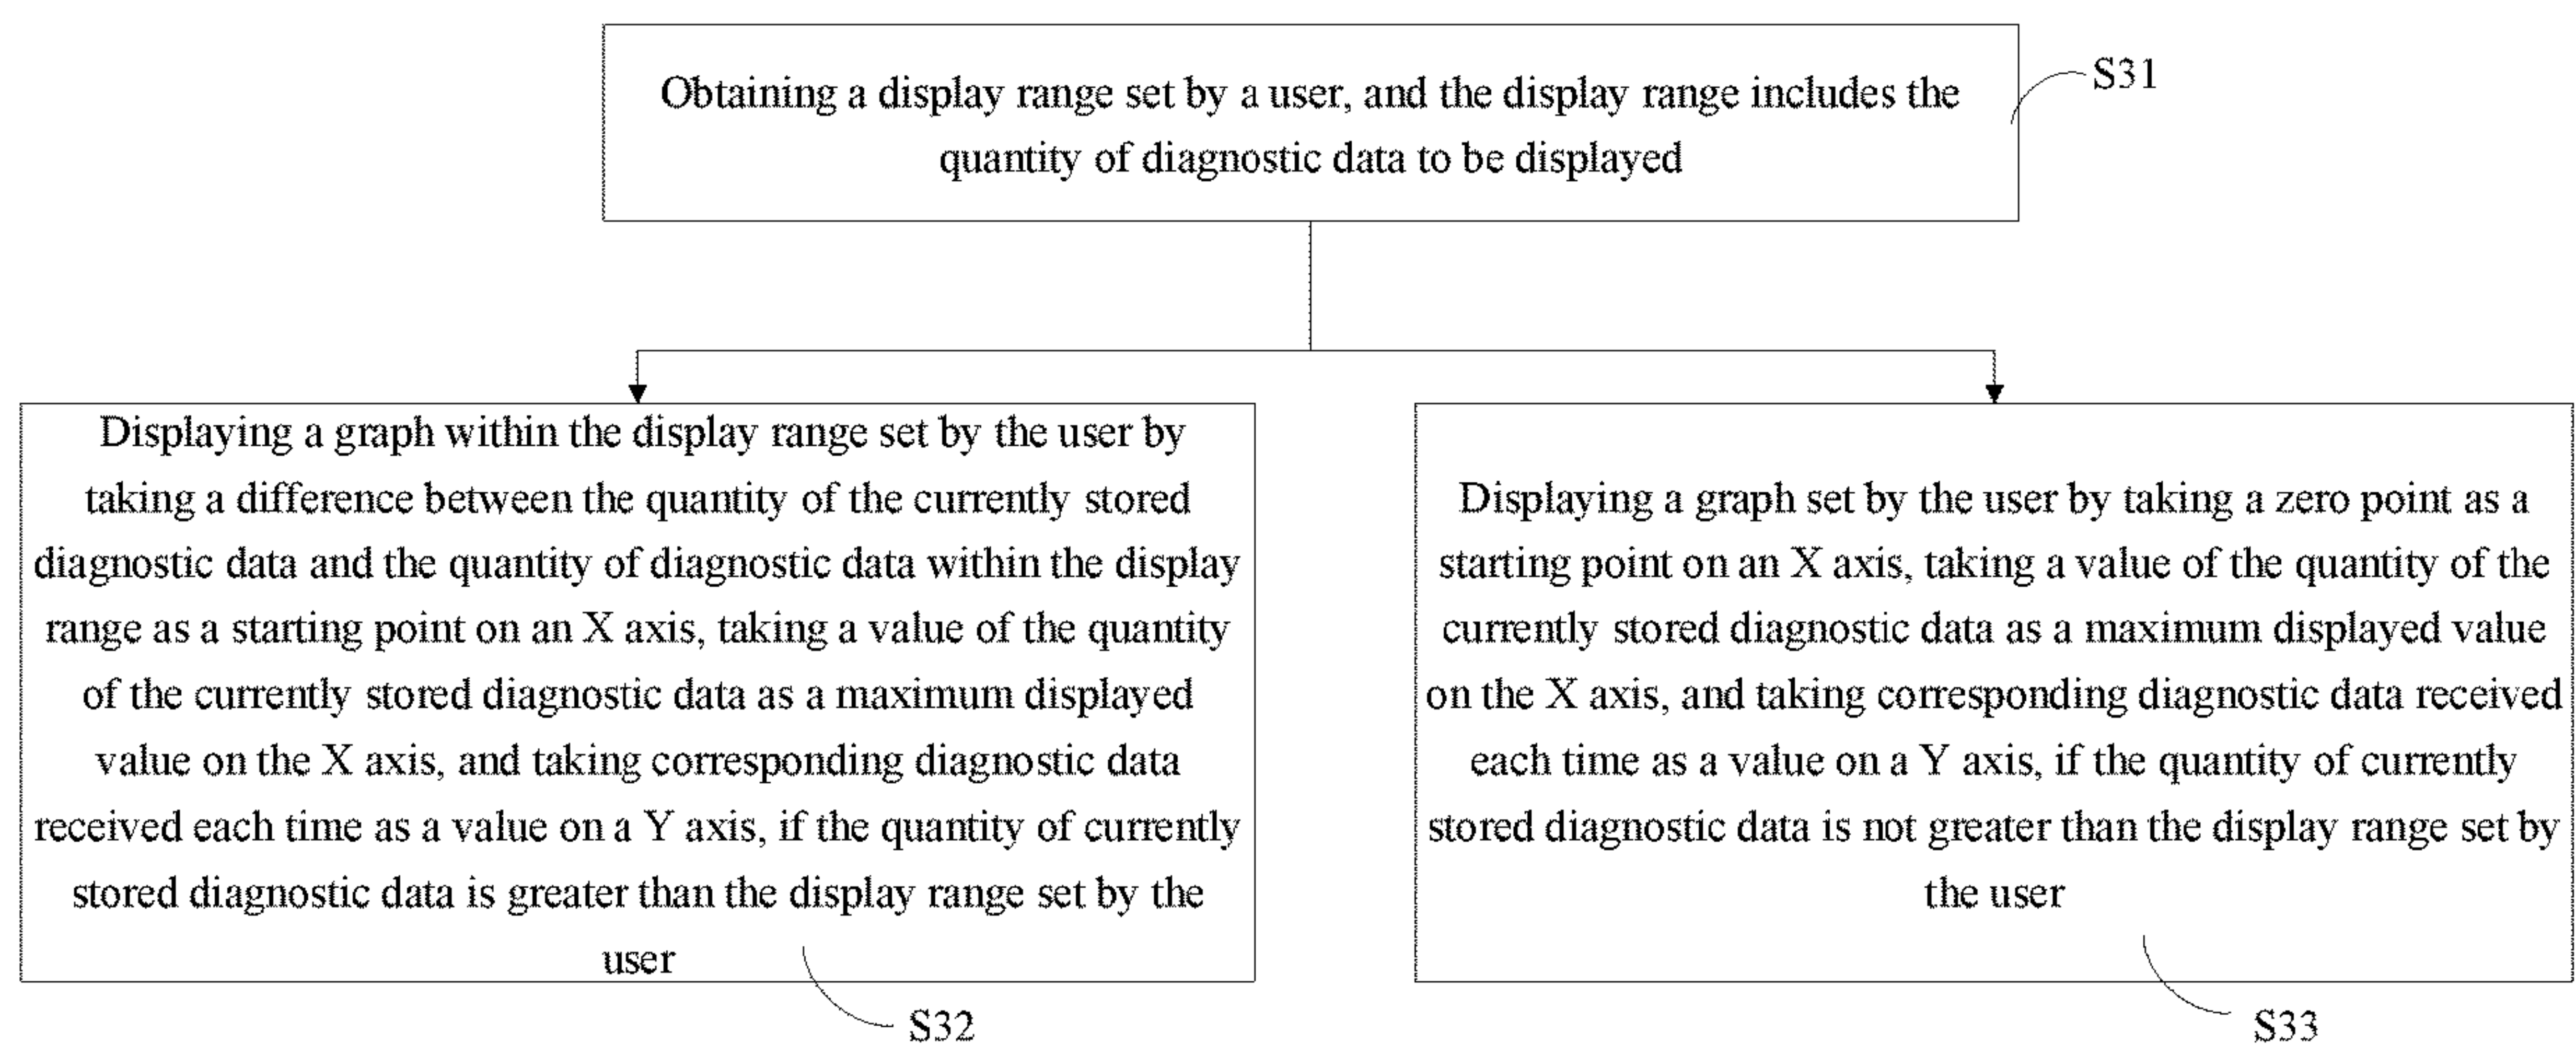 Obtaining a display range set by a user, and the display range includes the
quantity of diagnostic data to be displayed
S31
Displaying a graph within the display range set by the user by
taking a difference between the quantity of the currently stored
diagnostic data and the quantity of diagnostic data within the display
range as a starting point on an X axis, taking a value of the quantity
of the currently stored diagnostic data as a maximum displayed
value on the X axis, and taking corresponding diagnostic data
received each time as a value on a Y axis, if the quantity of currently
stored diagnostic data is greater than the display range set by the
user
S32
Displaying a graph set by the user by taking a zero point as a
starting point on an X axis, taking a value of the quantity of the
currently stored diagnostic data as a maximum displayed value
on the X axis, and taking corresponding diagnostic data received
each time as a value on a Y axis, if the quantity of currently
stored diagnostic data is not greater than the display range set by
the user
S33